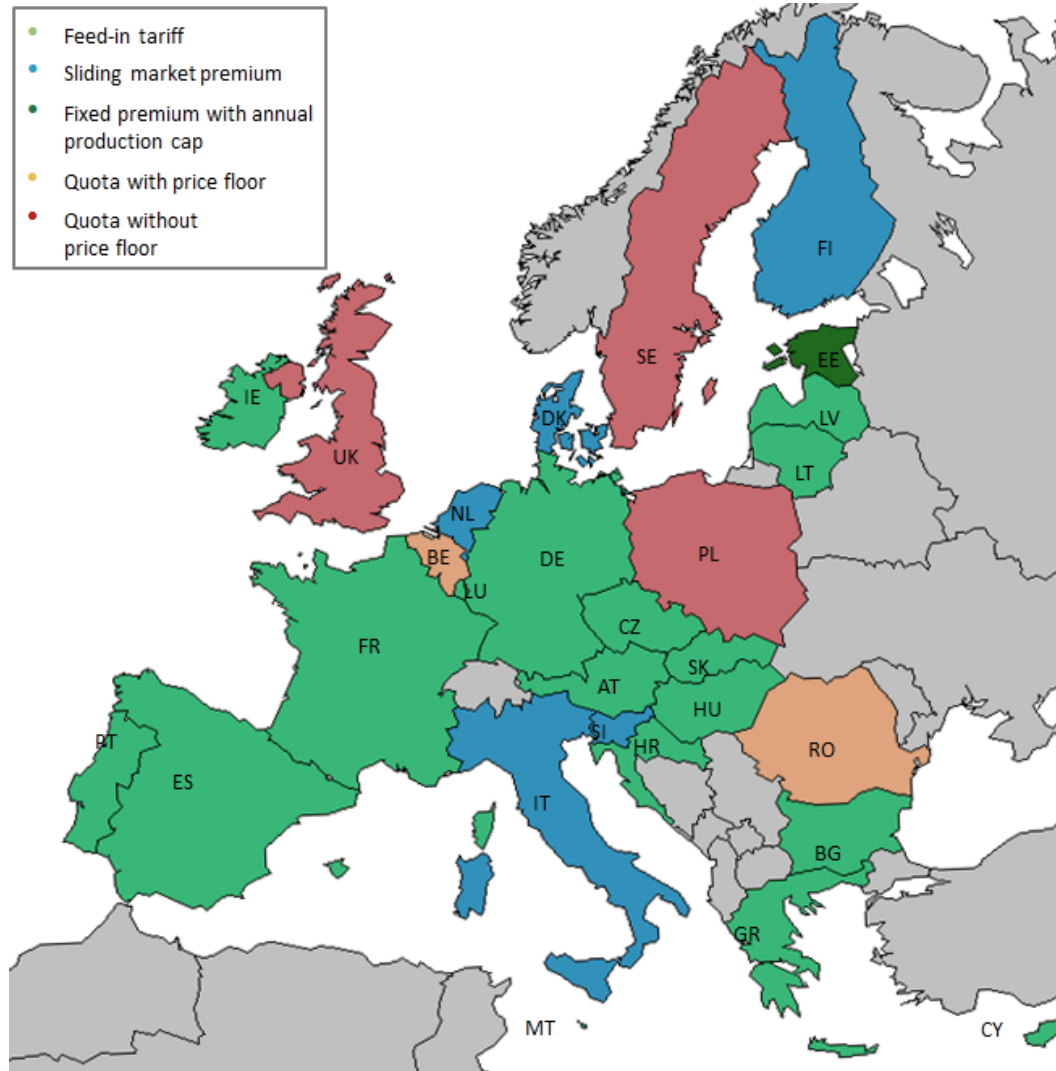 Feed-in tariff
Sliding market premium
Fixed premium with annual
production cap
Quota with price floor
Quota without
price floor
FI
SE
EE
IE
DK
LV
UK
LT
NL
BE
DE
PL
LU
CZ
FR
SK
AT
HU
SI
HR
PT
RO
ES
IT
BG
GR
MT
CY